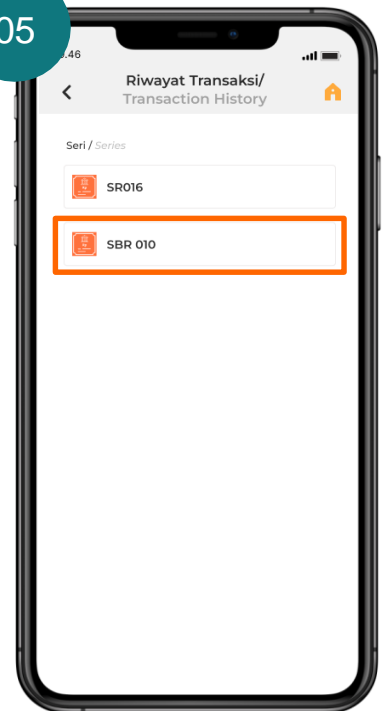 05
.46
Riwayat Transaksi/
Transaction History
Seri / Series
SR016
SBR 010